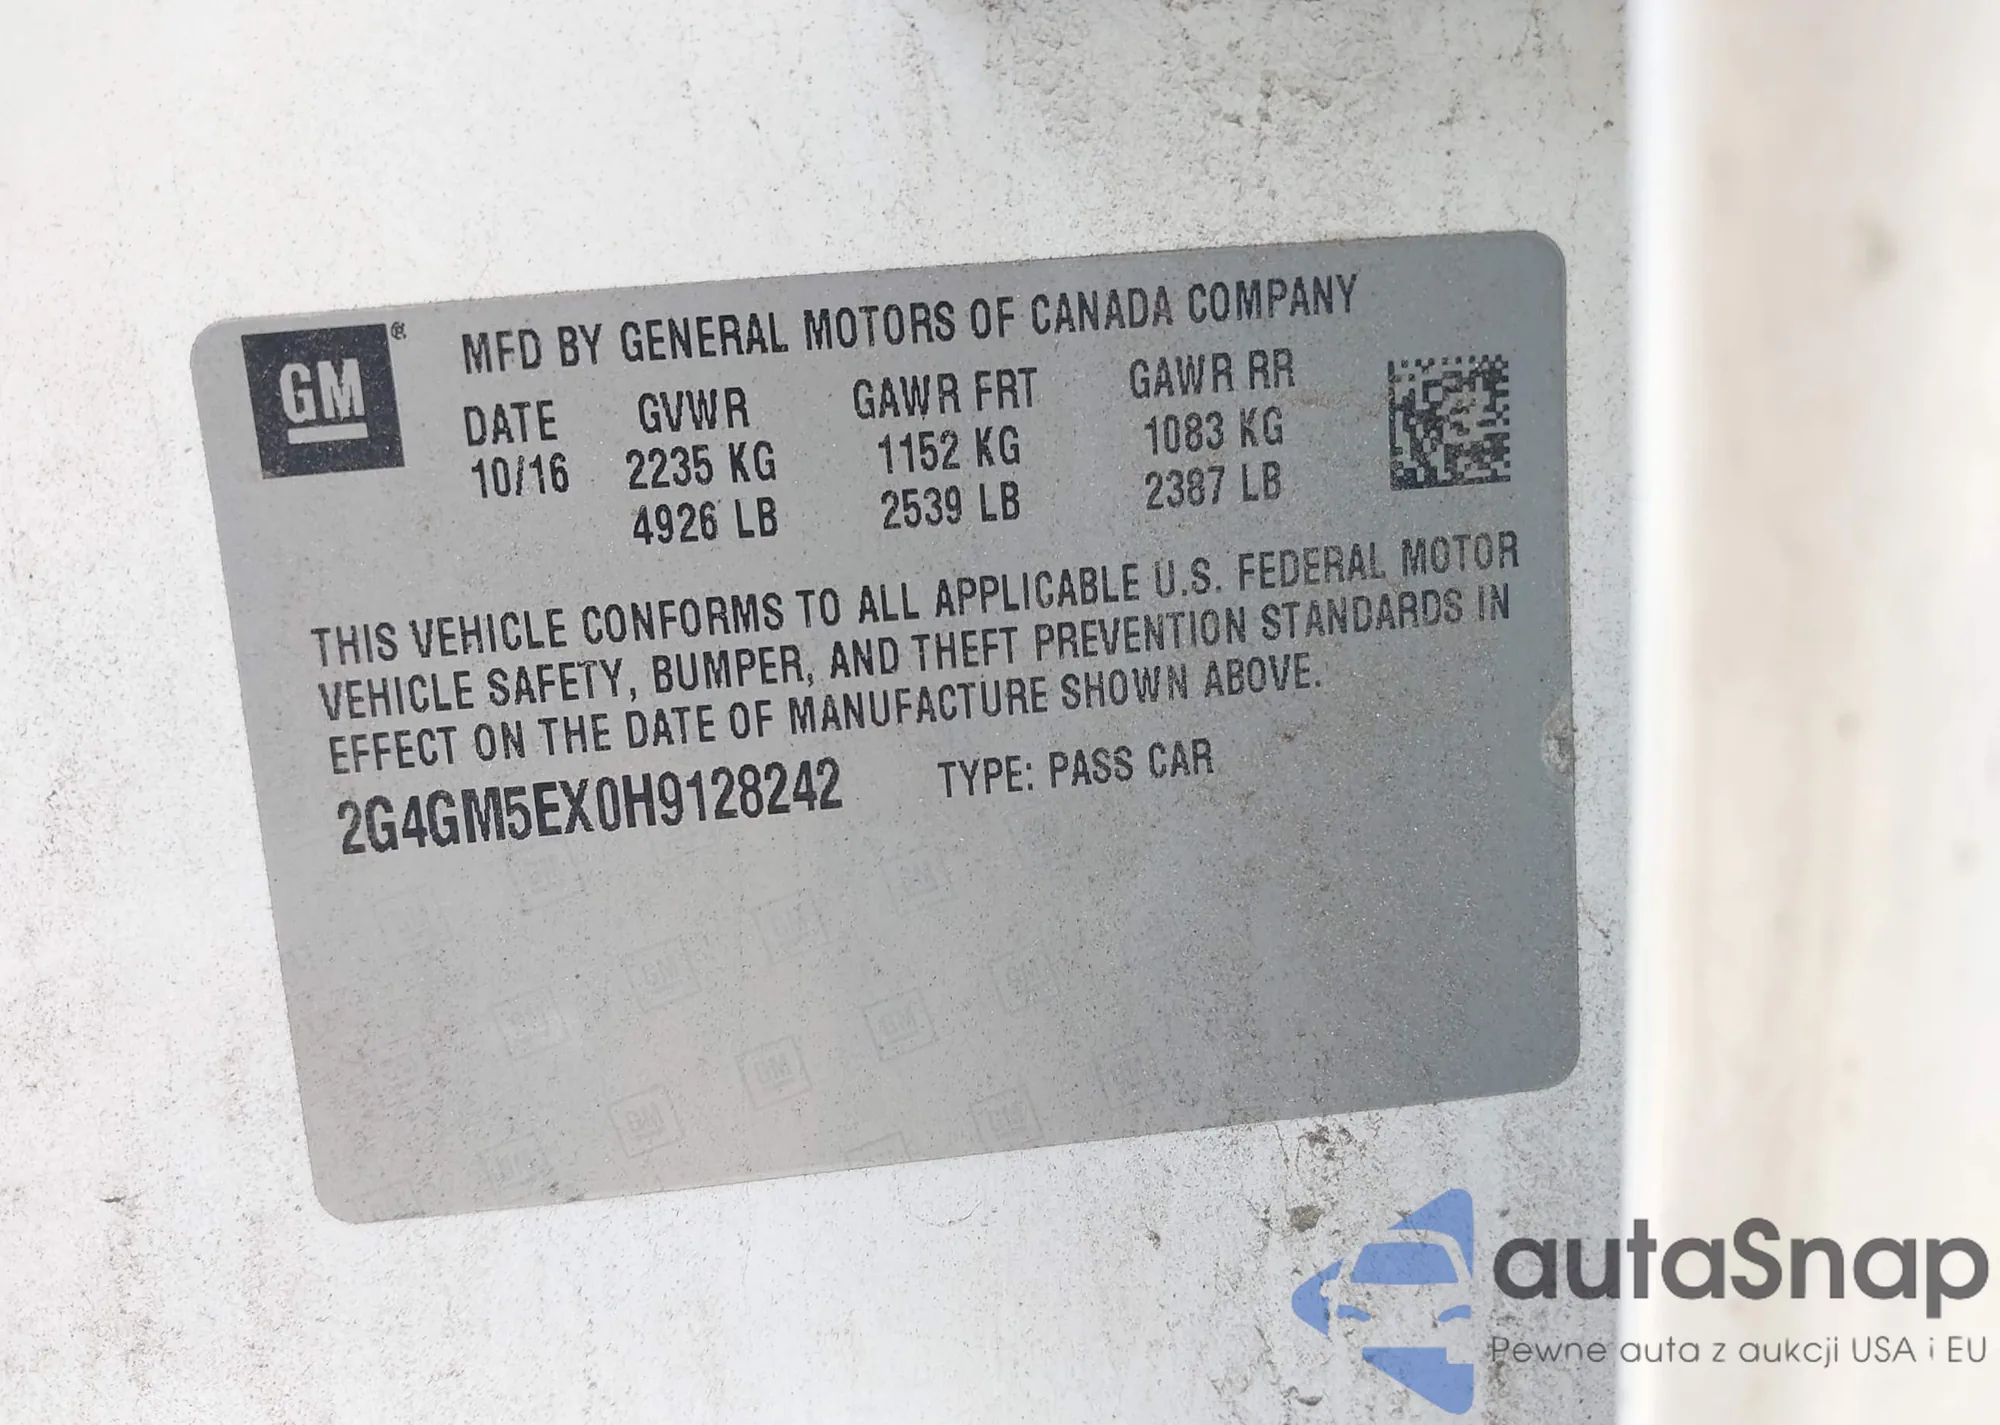 GM ®
MFD BY GENERAL MOTORS OF CANADA COMPANY
DATE GVWR GAWR FRT GAWR RR
10/16 2235 KG 1152 KG 1083 KG
4926 LB 2539 LB 2387 LB
THIS VEHICLE CONFORMS TO ALL APPLICABLE U.S. FEDERAL MOTOR
VEHICLE SAFETY, BUMPER, AND THEFT PREVENTION STANDARDS IN
EFFECT ON THE DATE OF MANUFACTURE SHOWN ABOVE.
2G4GM5EX0H9128242 TYPE: PASS CAR
autaSnap
Pewne auta z aukcji USA i EU